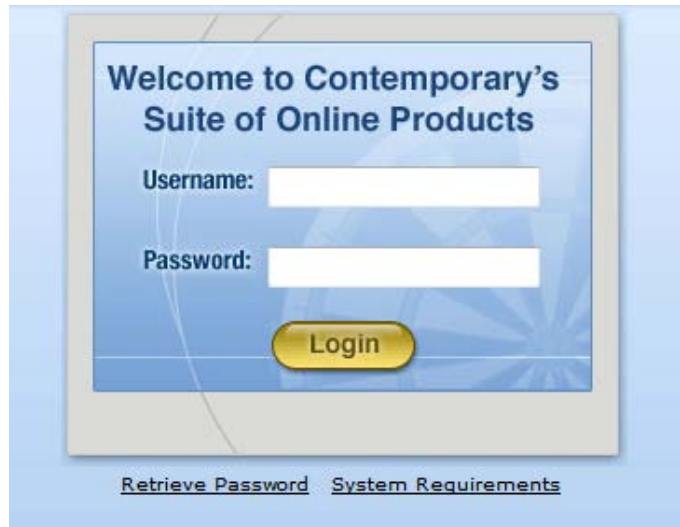 Welcome to Contemporary's
Suite of Online Products
Username:
Password:
Login
Retrieve Password System Requirements